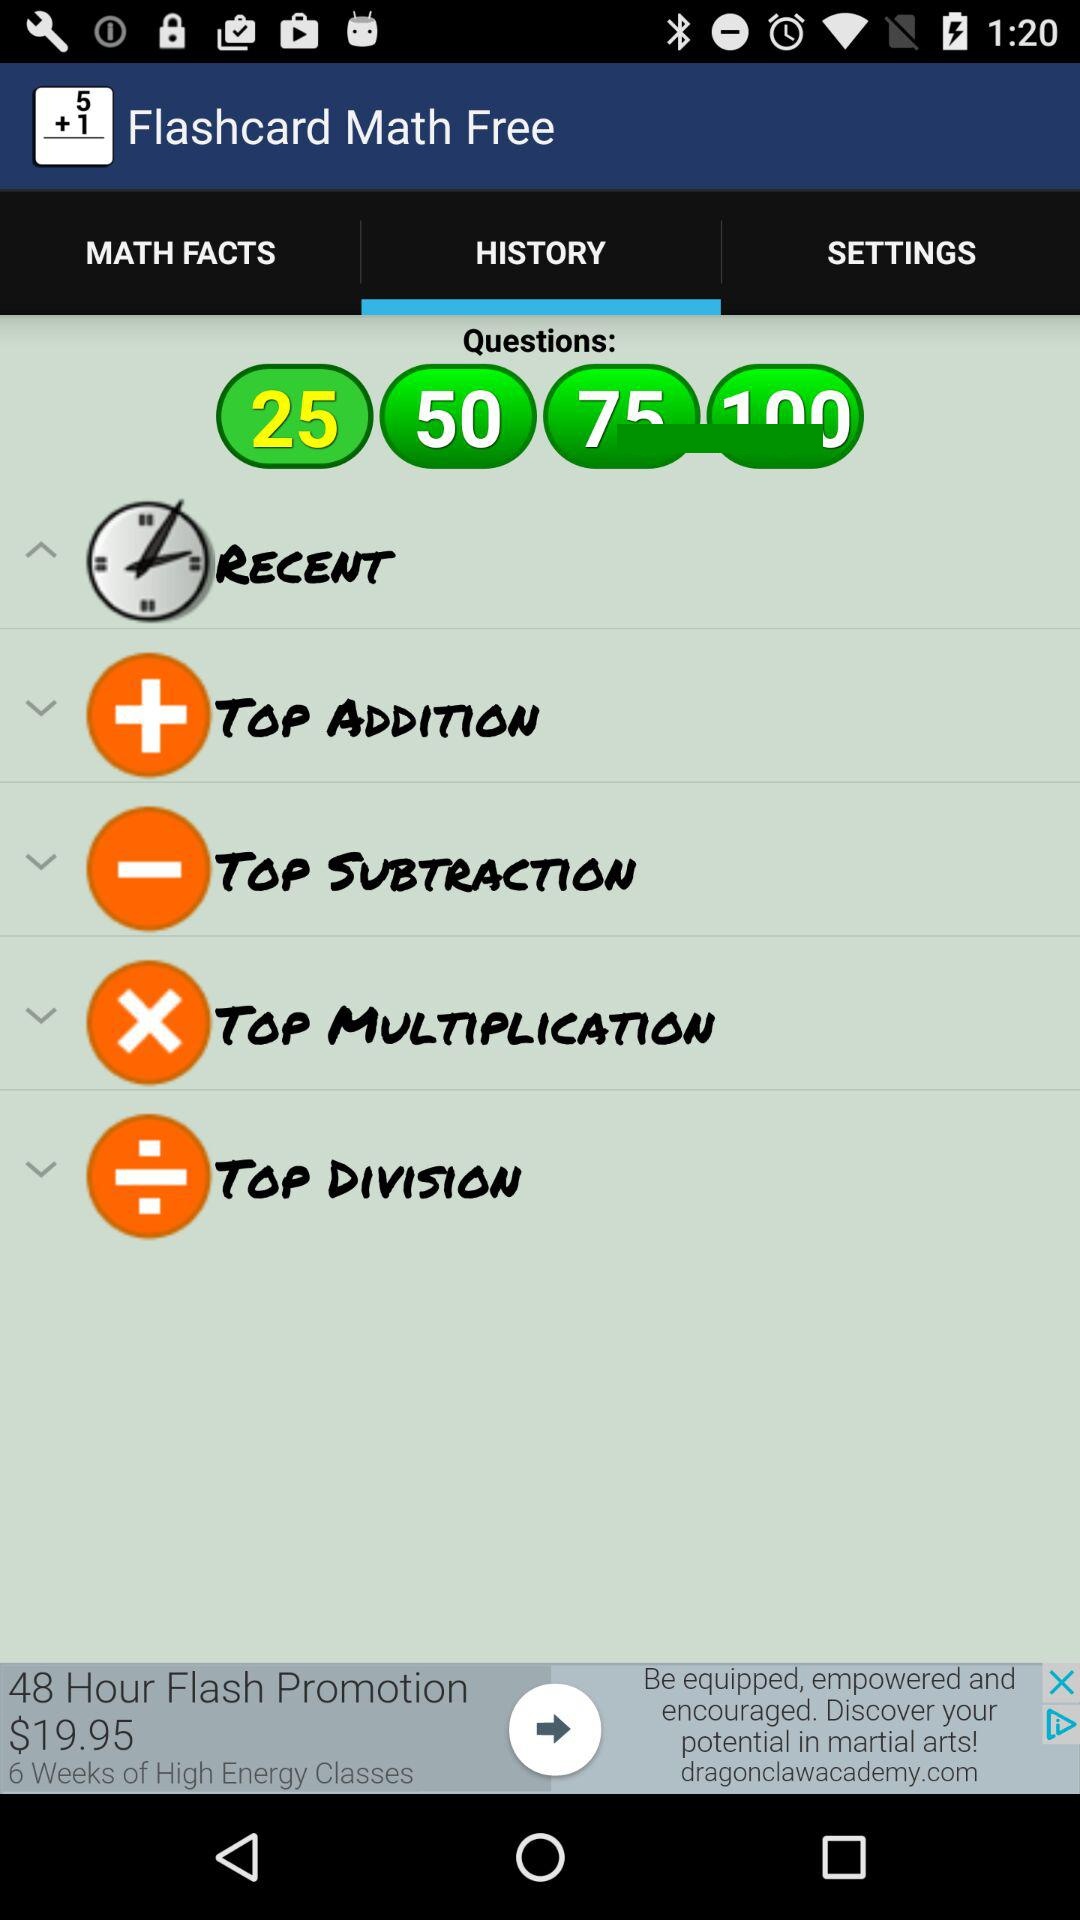 1:20
5
+ 1
Flashcard Math Free
MATH FACTS HISTORY SETTINGS
Questions:
25 50 75 100
Recent
Top Addition
Top Subtraction
Top Multiplication
Top Division
48 Hour Flash Promotion
$19.95
6 Weeks of High Energy Classes
Be equipped, empowered and
encouraged. Discover your
potential in martial arts!
dragonclawacademy.com